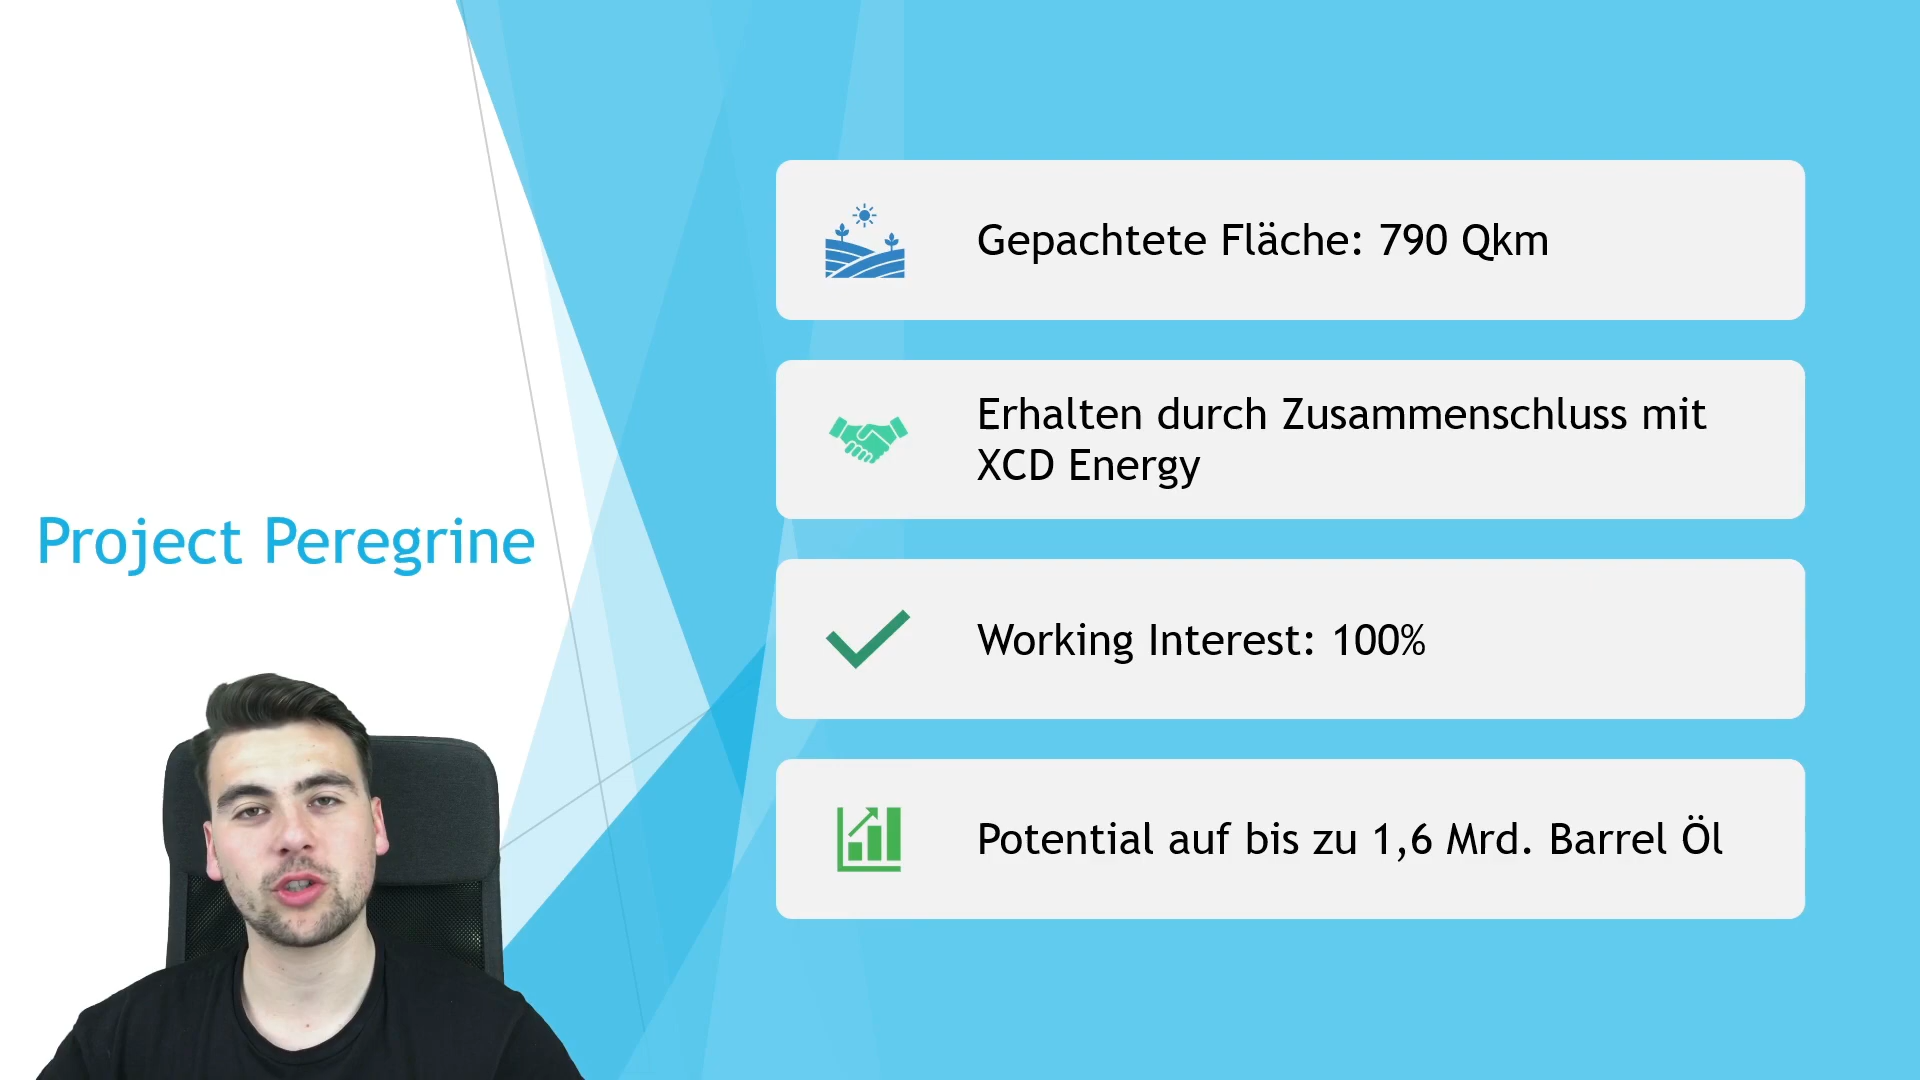 Project Peregrine
Gepachtete Fläche: 790 Qkm
Erhalten durch Zusammenschluss mit
XCD Energy
Working Interest: 100%
Potential auf bis zu 1,6 Mrd. Barrel Öl